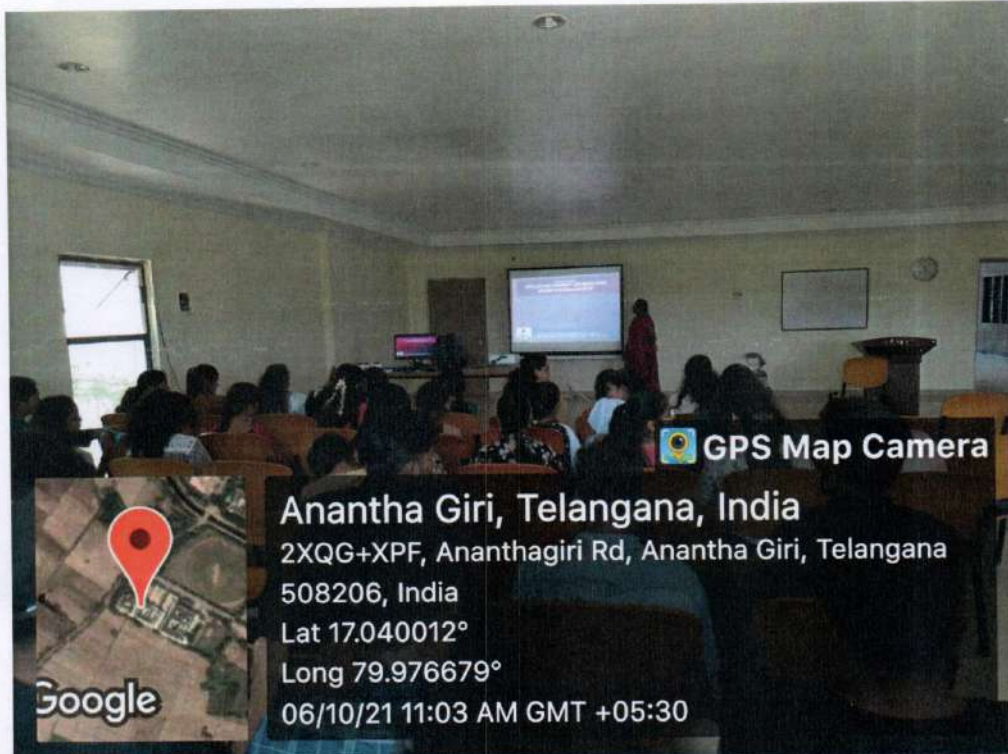 GPS Map Camera
Anantha Giri, Telangana, India
2XQG+XPF, Ananthagiri Rd, Anantha Giri, Telangana
508206, India
Lat 17.040012°
Long 79.976679°
06/10/21 11:03 AM GMT +05:30
Google